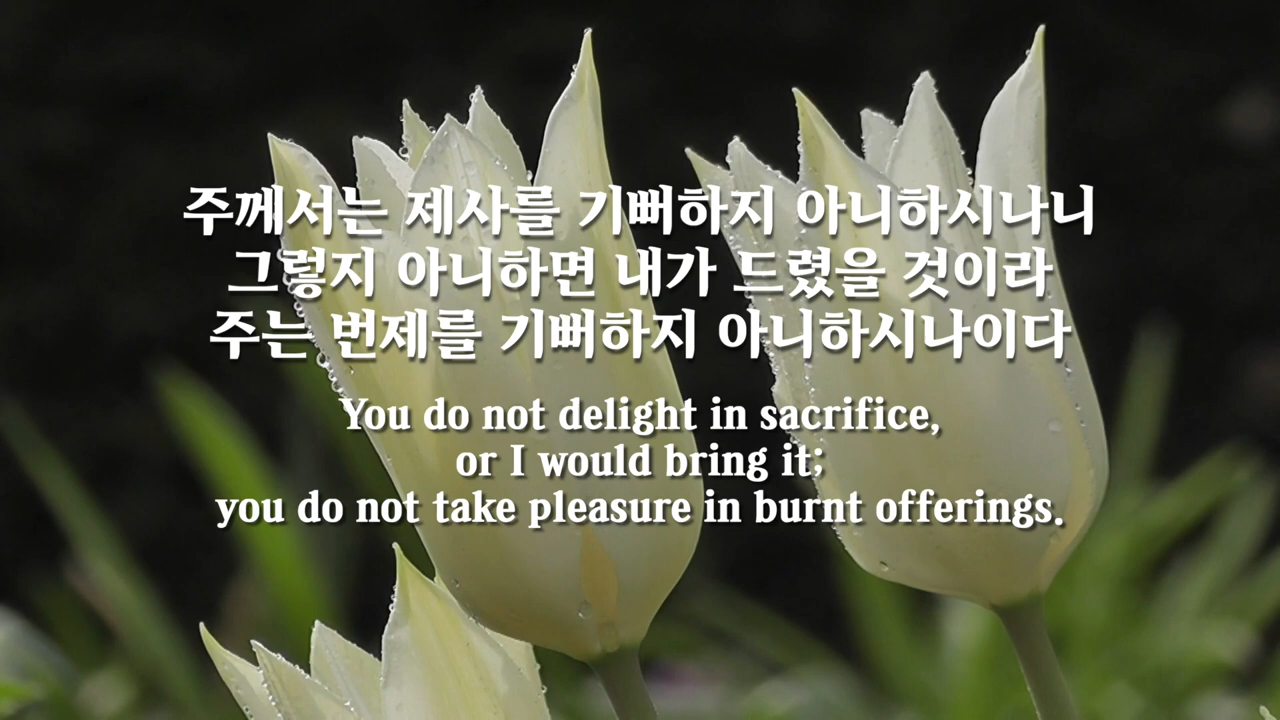 주께서는 제사를 기뻐하지 아니하시나니
그렇지 아니하면 내가 드렸을 것이라
주는 번제를 기뻐하지 아니하시나이다
You do not delight in sacrifice,
or I would bring it;
you do not take pleasure in burnt offerings.